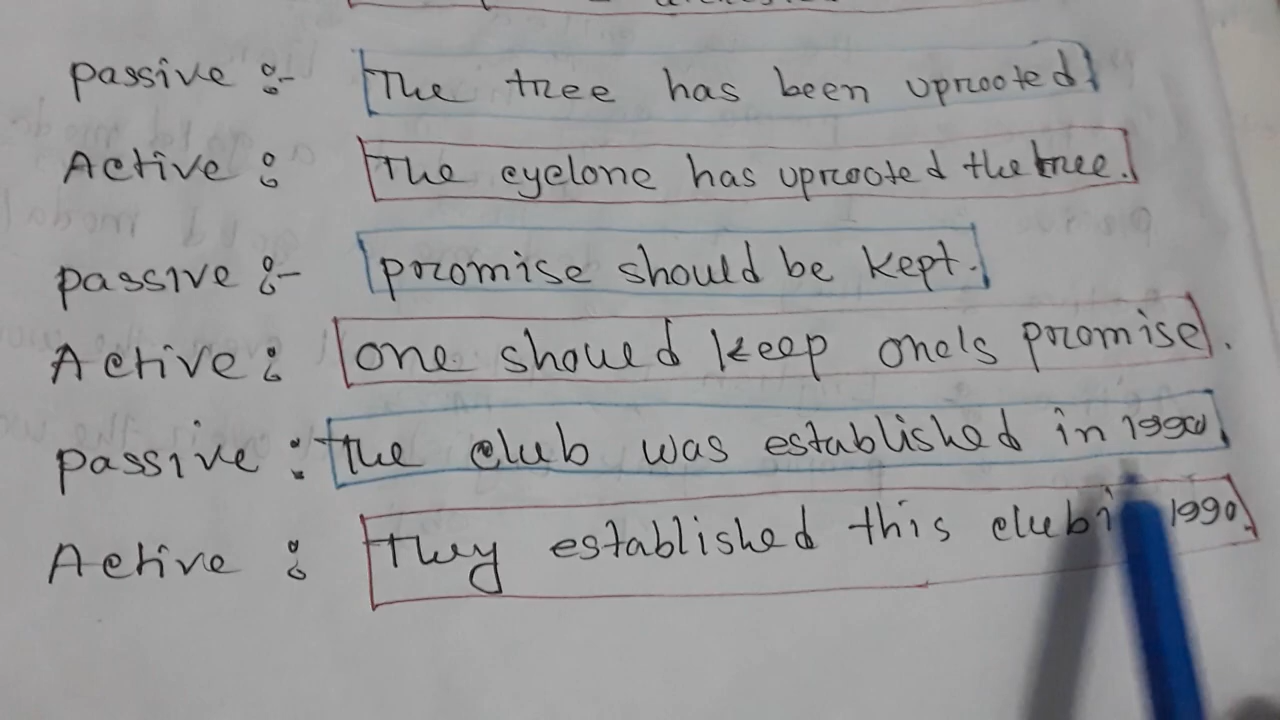 passive :- The tree has been uprooted.
Active : The cyclone has uprooted the tree.
passive :- promise should be kept.
Active : one should keep one's promise.
passive : The club was established in 1990.
Active : They established this club 1990.